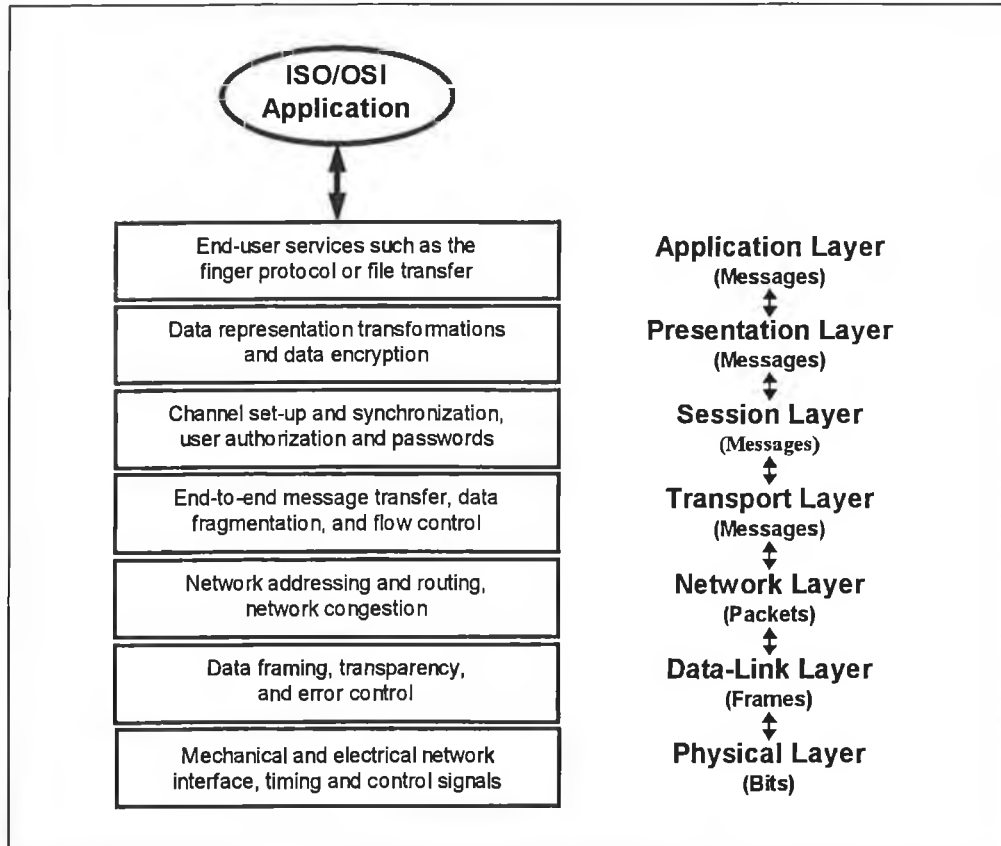 ISO/OSI
Application
End-user services such as the
finger protocol or file transfer
Application Layer
(Messages)
Data representation transformations
and data encryption
Presentation Layer
(Messages)
Channel set-up and synchronization,
user authorization and passwords
Session Layer
(Messages)
End-to-end message transfer, data
fragmentation, and flow control
Transport Layer
(Messages)
Network addressing and routing,
network congestion
Network Layer
(Packets)
Data framing, transparency,
and error control
Data-Link Layer
(Frames)
Mechanical and electrical network
interface, timing and control signals
Physical Layer
(Bits)